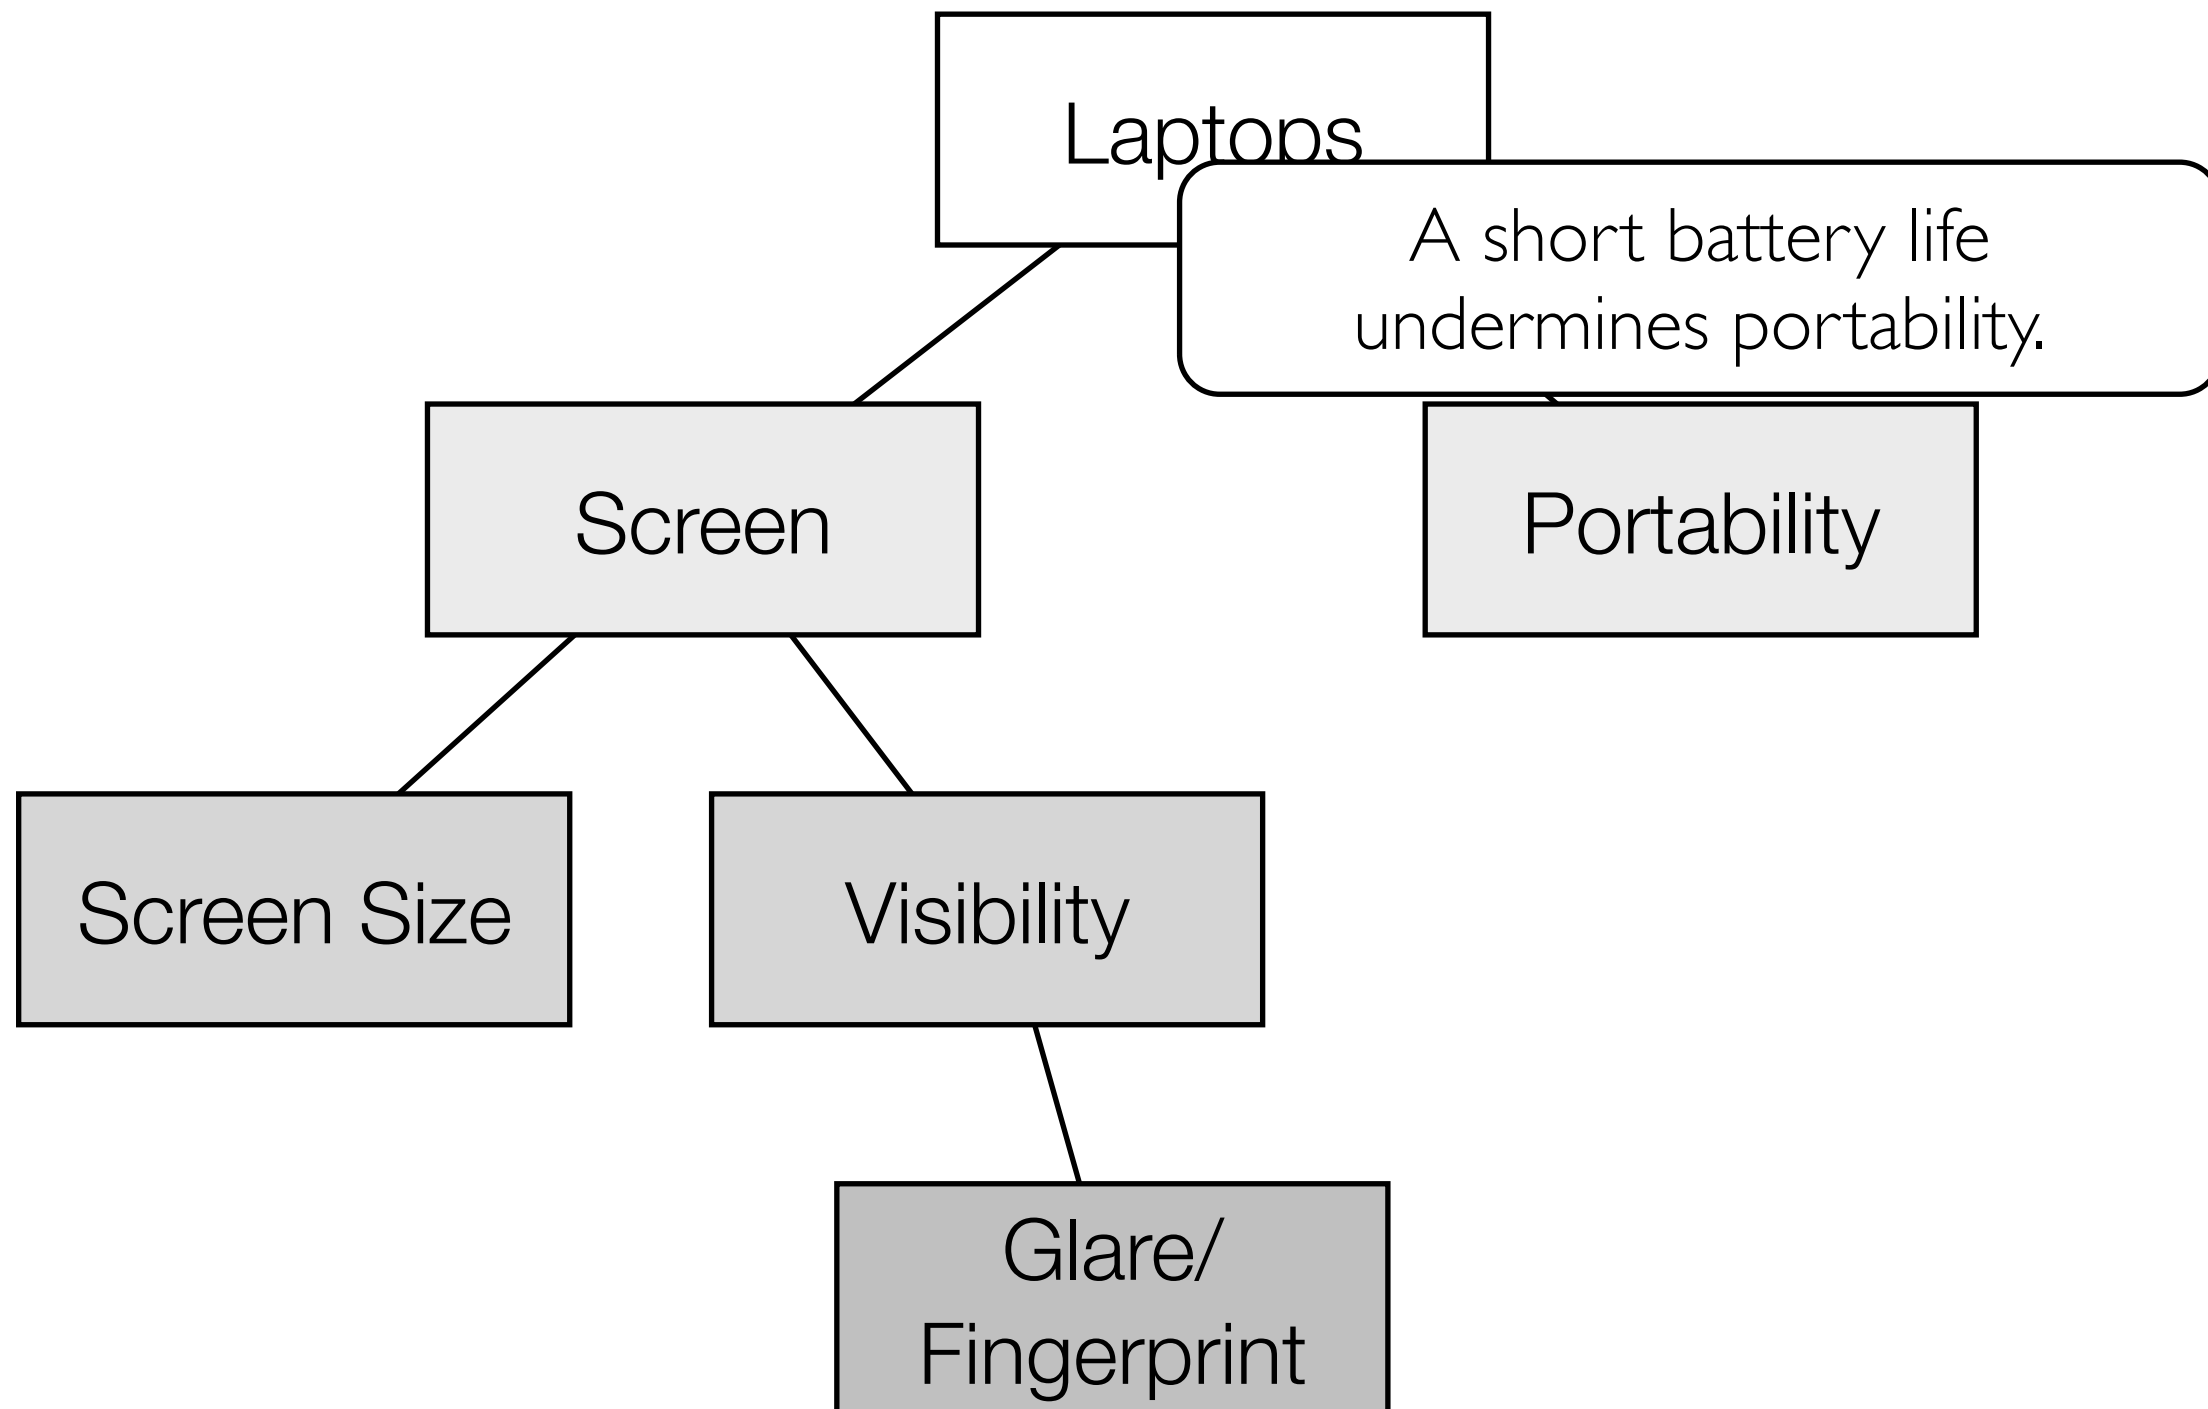 Laptops
A short battery life
undermines portability.
Screen
Portability
Screen Size
Visibility
Glare/
Fingerprint